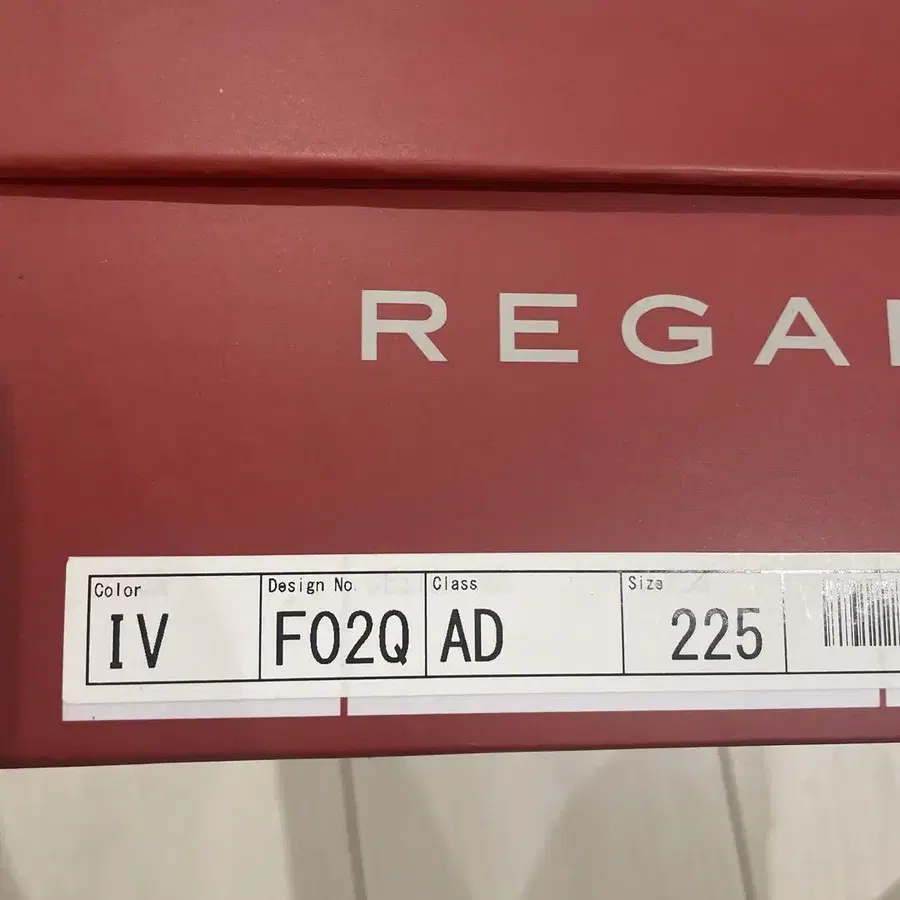 REGA
Color Design No. Class Size
IV F02Q AD 225